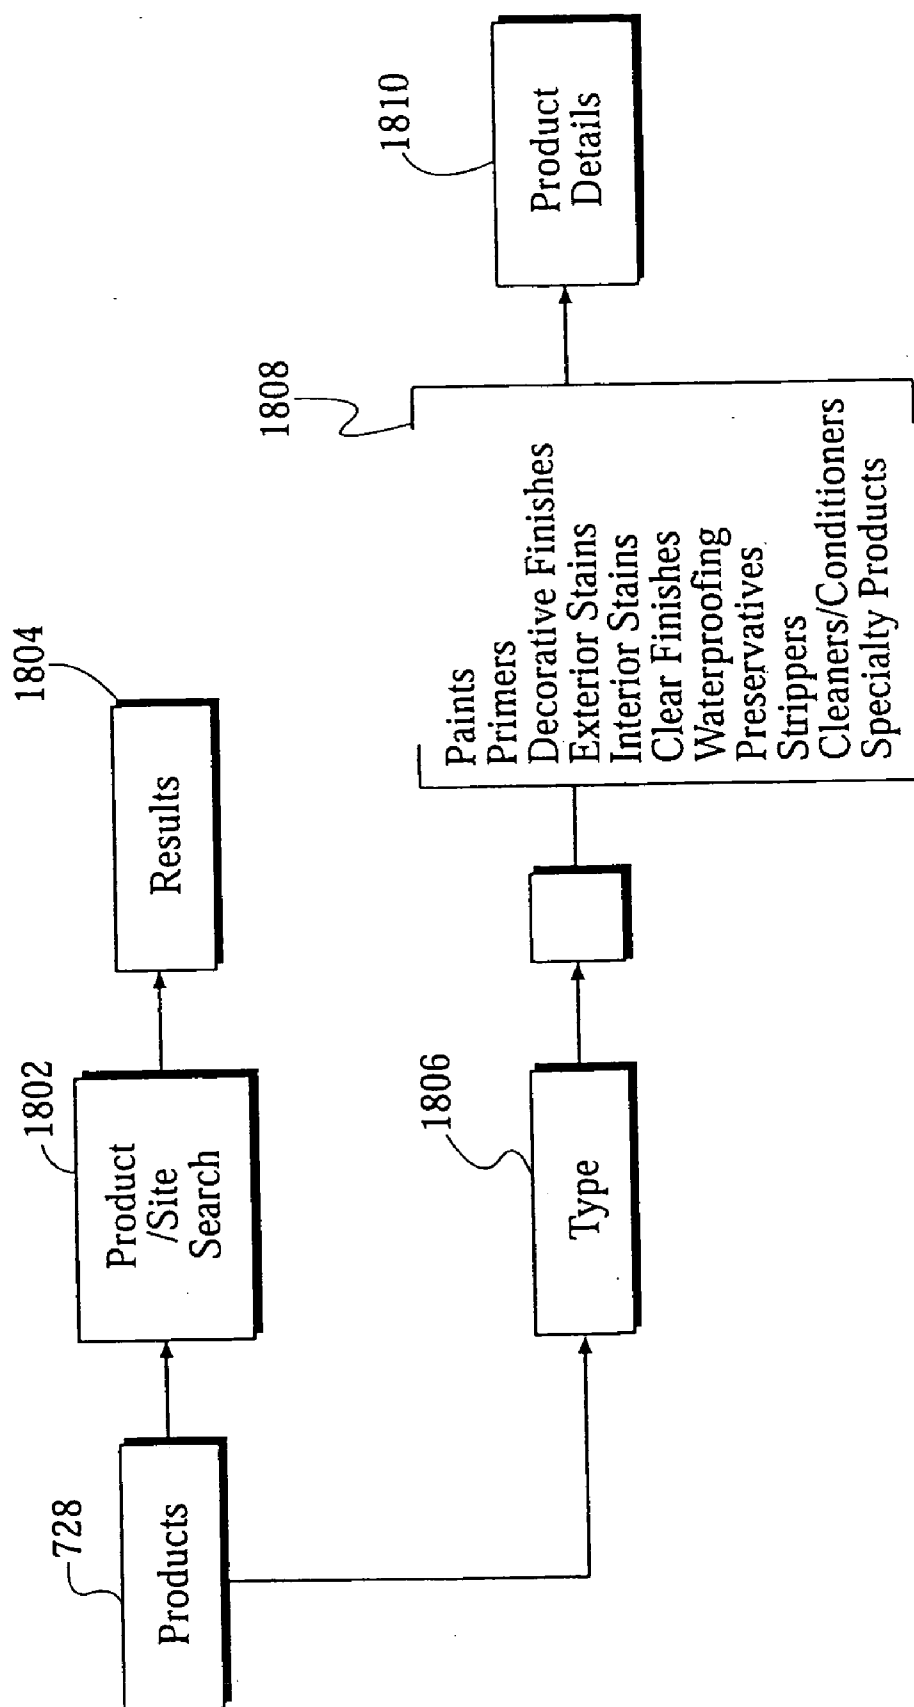 728
Products
1802
Product
/Site
Search
1804
Results
1806
Type
1808
Paints
Primers
Decorative Finishes
Exterior Stains
Interior Stains
Clear Finishes
Waterproofing
Preservatives
Strippers
Cleaners/Conditioners
Specialty Products
1810
Product
Details